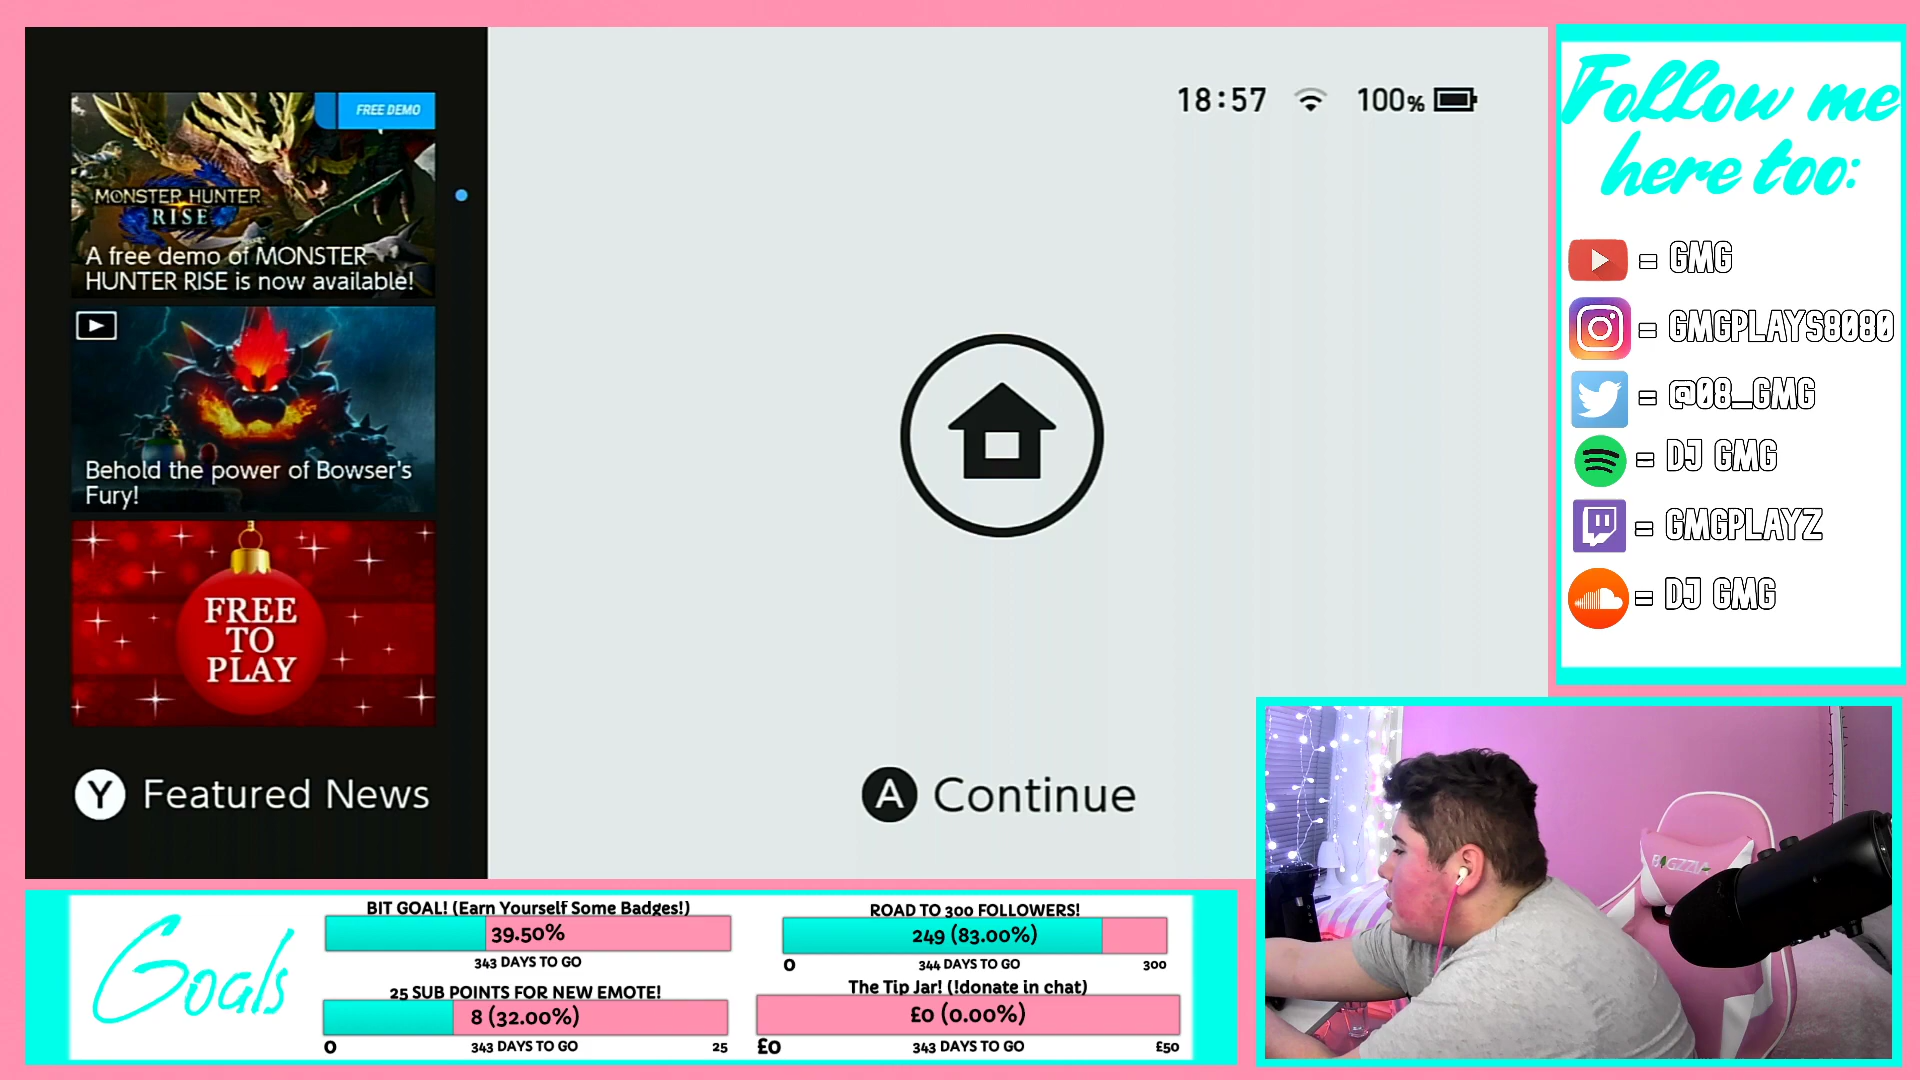 FREE DEMO
MONSTER HUNTER
RISE
A free demo of MONSTER
HUNTER RISE is now available!
Behold the power of Bowser's
Fury!
FREE
TO
PLAY
Y Featured News
18:57 100%
A Continue
Follow me
here too:
= GMG
= GMGPLAYS8080
= @08_GMG
= DJ GMG
= GMGPLAYZ
= DJ GMG
Goals
BIT GOAL! (Earn Yourself Some Badges!)
39.50%
343 DAYS TO GO
25 SUB POINTS FOR NEW EMOTE!
8 (32.00%)
0 343 DAYS TO GO 25
ROAD TO 300 FOLLOWERS!
249 (83.00%)
0 344 DAYS TO GO 300
The Tip Jar! (!donate in chat)
£0 (0.00%)
£0 343 DAYS TO GO £50